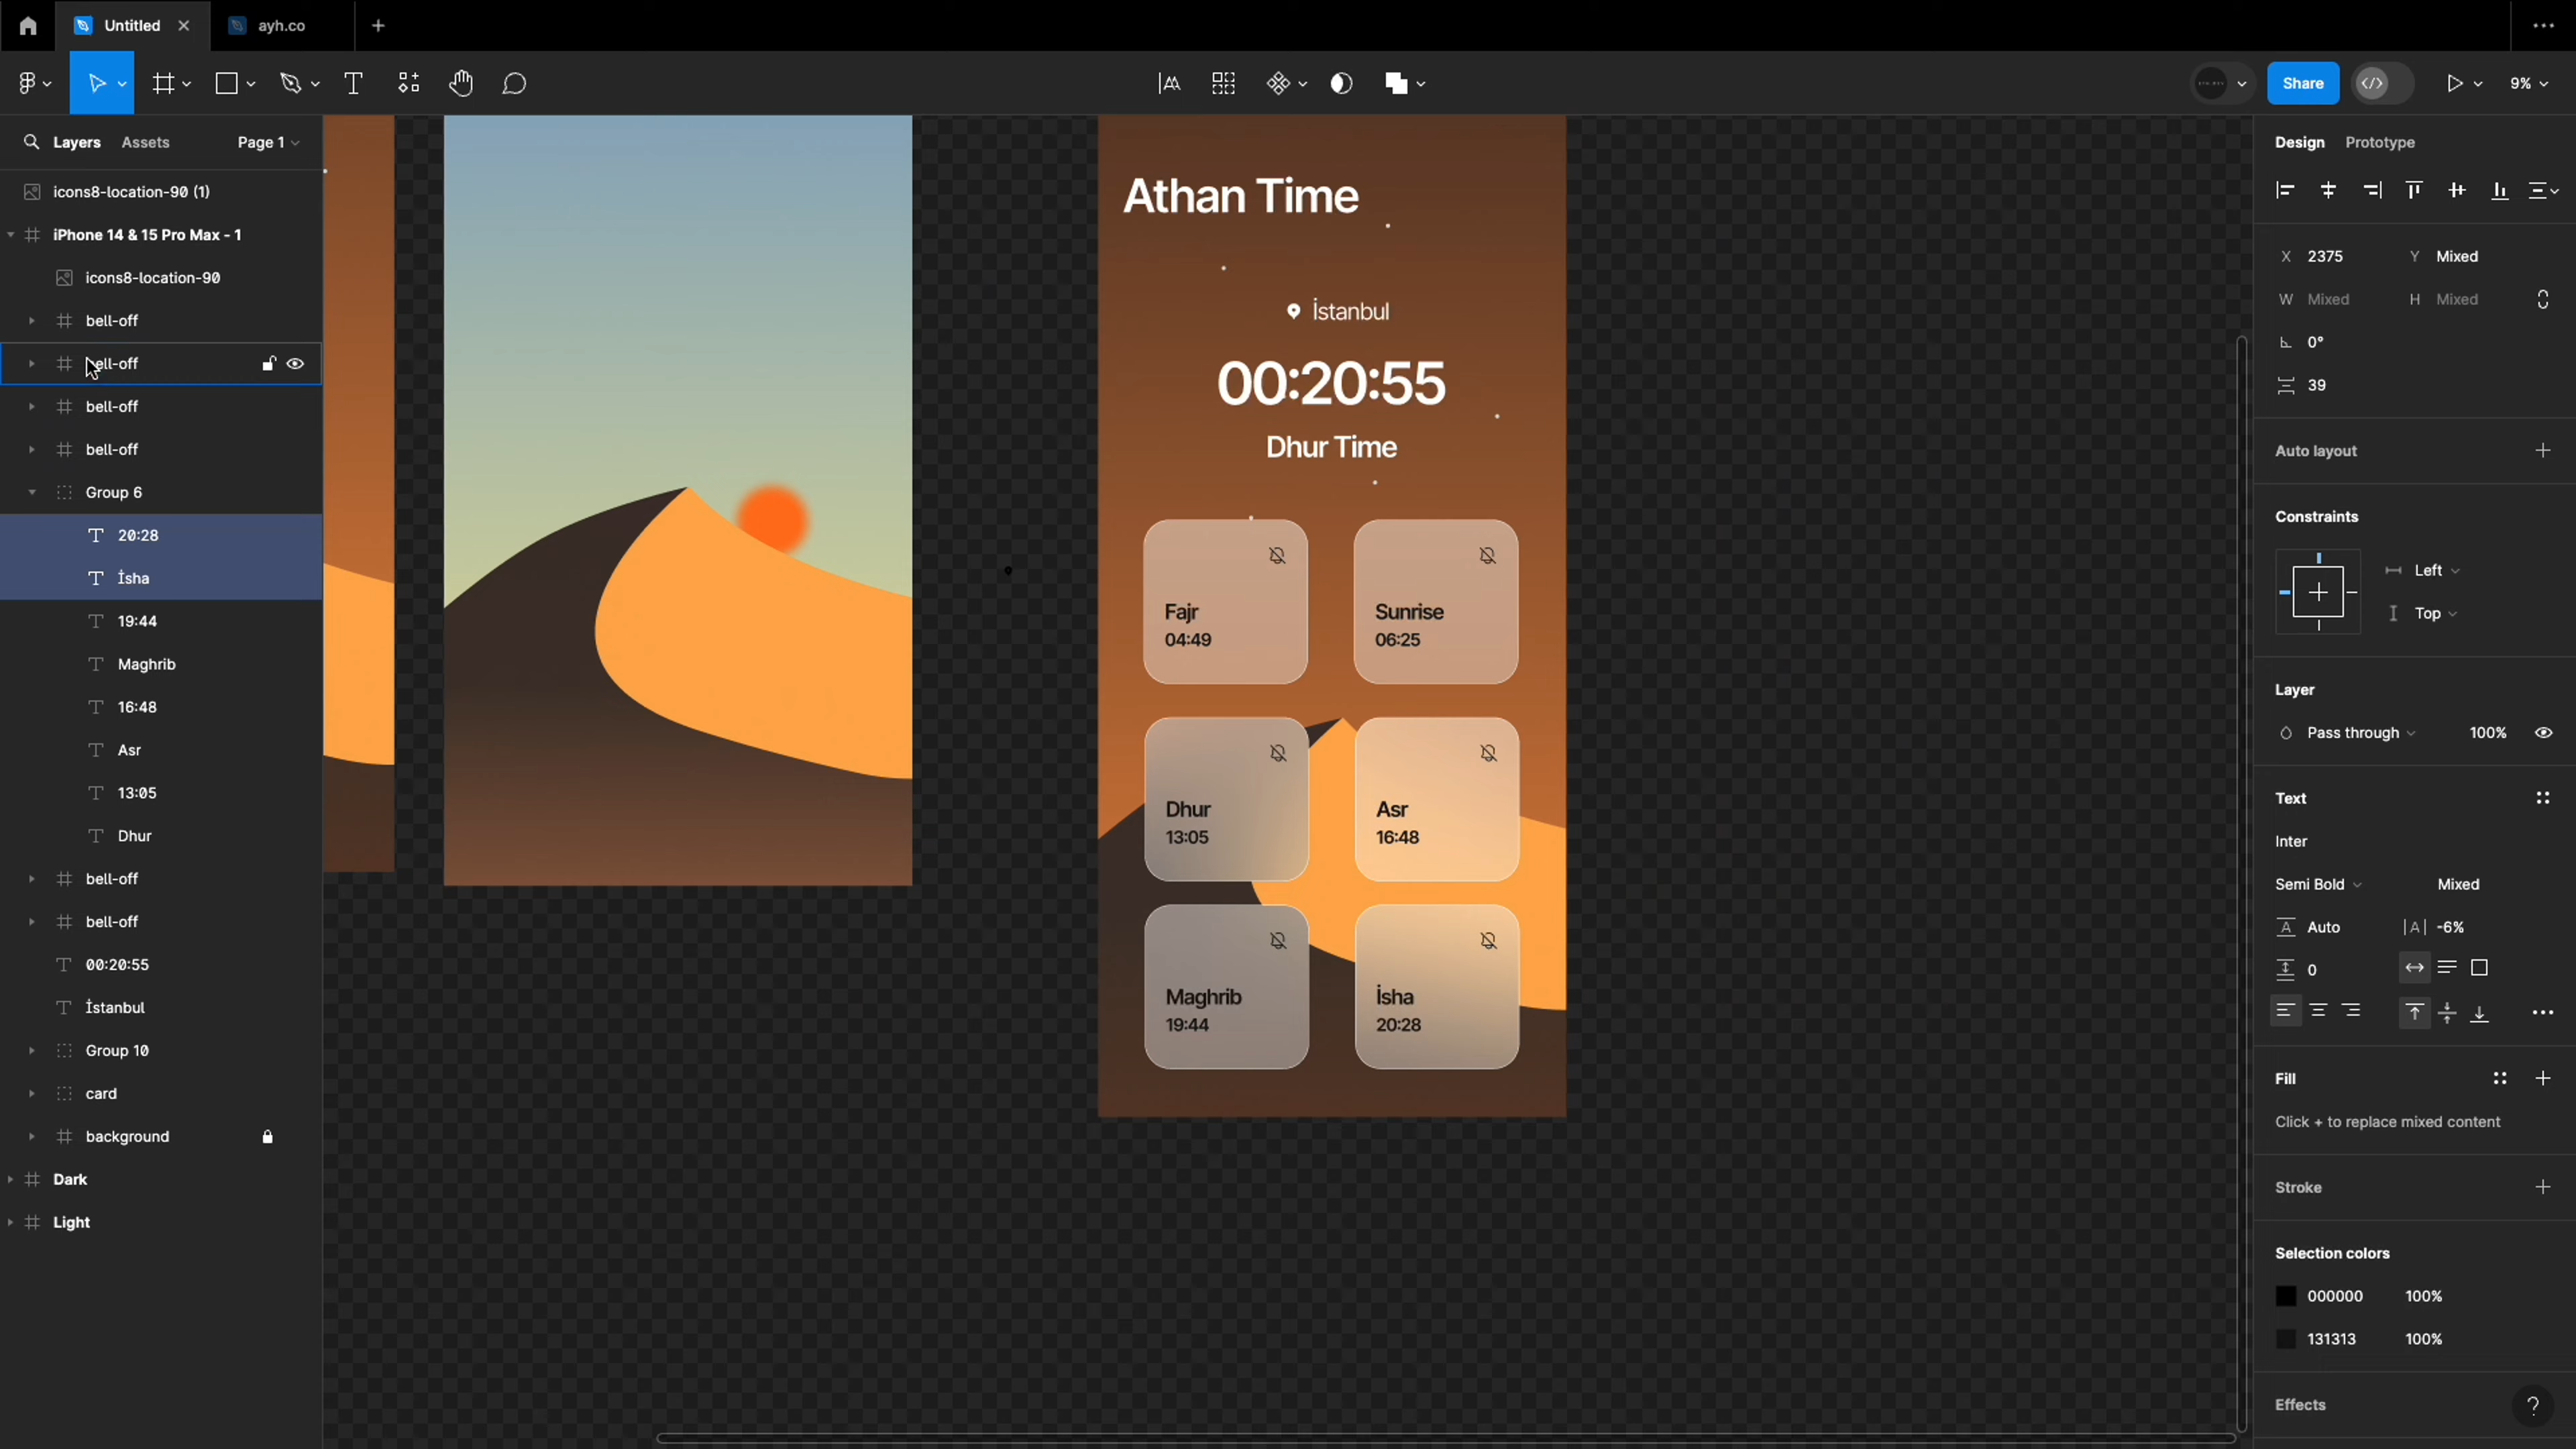 Untitled
ayh.co
Share
9%
Layers
Assets
Page 1
icons8-location-90 (1)
iPhone 14 & 15 Pro Max - 1
icons8-location-90
bell-off
bell-off
bell-off
bell-off
Group 6
20:28
İsha
19:44
Maghrib
16:48
Asr
13:05
Dhur
bell-off
bell-off
00:20:55
İstanbul
Group 10
card
background
Dark
Light
Athan Time
İstanbul
00:20:55
Dhur Time
Fajr
04:49
Sunrise
06:25
Dhur
13:05
Asr
16:48
Maghrib
19:44
İsha
20:28
Design
Prototype
X 2375
Y Mixed
W Mixed
H Mixed
0°
39
Auto layout
Constraints
Left
Top
Layer
Pass through
100%
Text
Inter
Semi Bold
Mixed
Auto
-6%
0
Fill
Click + to replace mixed content
Stroke
Selection colors
000000 100%
131313 100%
Effects
?